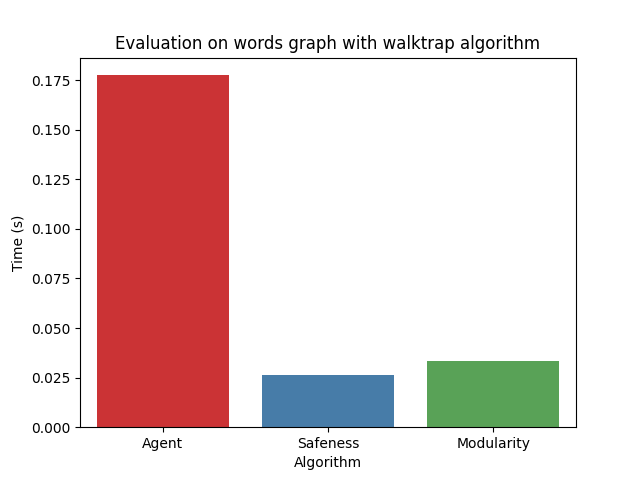 Evaluation on words graph with walktrap algorithm
0.175
0.150
0.125
0.100
0.075
0.050
0.025
0.000
Time (s)
Agent
Safeness
Modularity
Algorithm